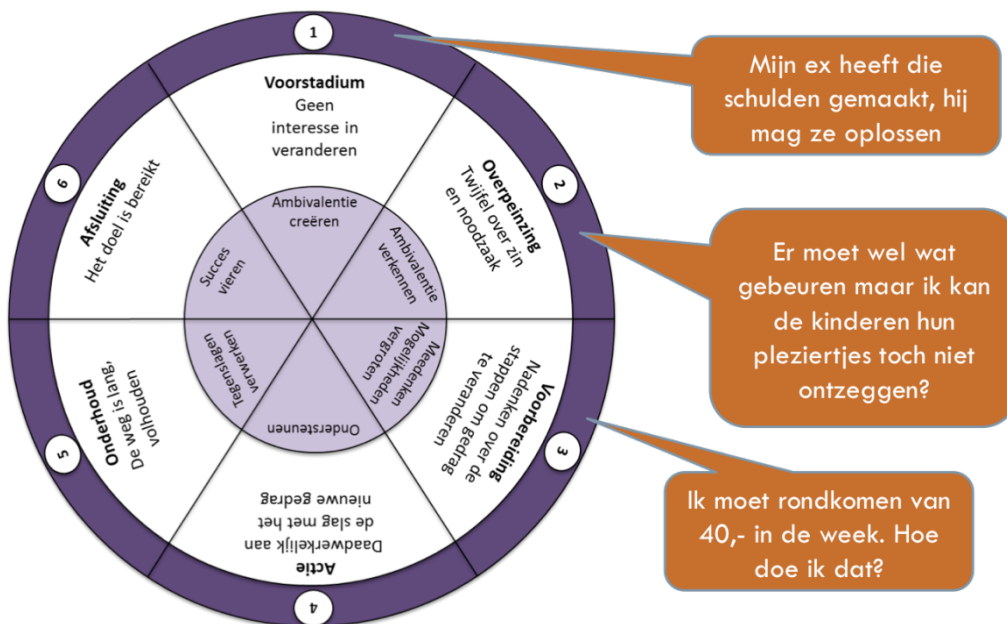 1
Voorstadium
Geen
interesse in
veranderen
Ambivalentie
creëren
Mijn ex heeft die
schulden gemaakt, hij
mag ze oplossen
2
Overpeinzing
Twijfel over zin
en noodzaak
Ambivalentie
verkennen
Er moet wel wat
gebeuren maar ik kan
de kinderen hun
pleziertjes toch niet
ontzeggen?
3
Voorbereiding
Nadenken over de
stappen om gedrag
te veranderen
Meedenken
Mogelijkheden
vergroten
Ik moet rondkomen van
40,- in de week. Hoe
doe ik dat?
4
Actie
Daadwerkelijk aan
de slag met het
nieuwe gedrag
Ondersteunen
5
Onderhoud
De weg is lang,
volhouden
Tegenslagen
verwerken
6
Afsluiting
Het doel is bereikt
Succes
vieren